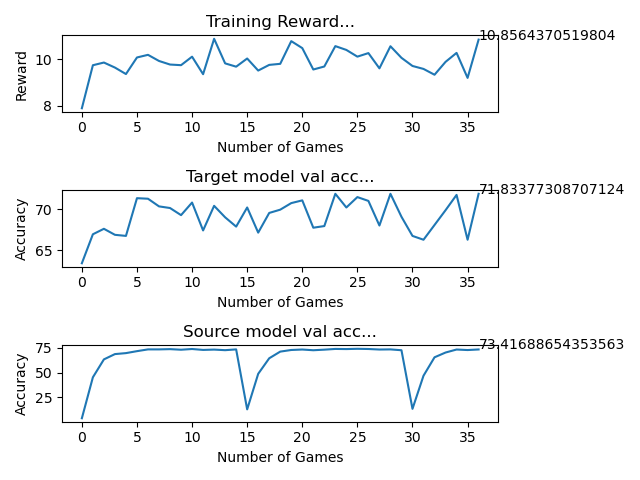 Training Reward...
10.8564370519804
Reward
10
8
0 5 10 15 20 25 30 35
Number of Games
Target model val acc...
71.83377308707124
Accuracy
70
65
0 5 10 15 20 25 30 35
Number of Games
Source model val acc...
73.41688654353563
Accuracy
75
50
25
0 5 10 15 20 25 30 35
Number of Games